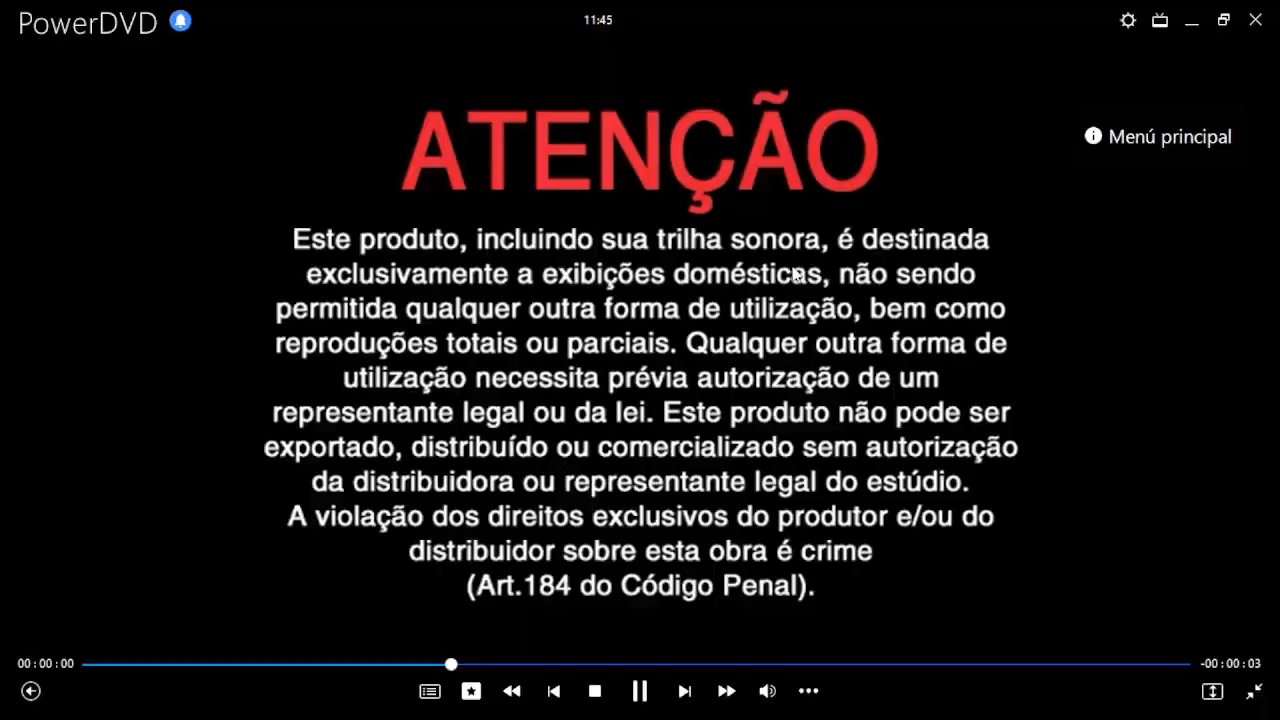 PowerDVD
11:45
Menú principal
ATENÇÃO
Este produto, incluindo sua trilha sonora, é destinada
exclusivamente a exibições domésticas, não sendo
permitida qualquer outra forma de utilização, bem como
reproduções totais ou parciais. Qualquer outra forma de
utilização necessita prévia autorização de um
representante legal ou da lei. Este produto não pode ser
exportado, distribuído ou comercializado sem autorização
da distribuidora ou representante legal do estúdio.
A violação dos direitos exclusivos do produtor e/ou do
distribuidor sobre esta obra é crime
(Art.184 do Código Penal).
00:00:00
-00:00:03